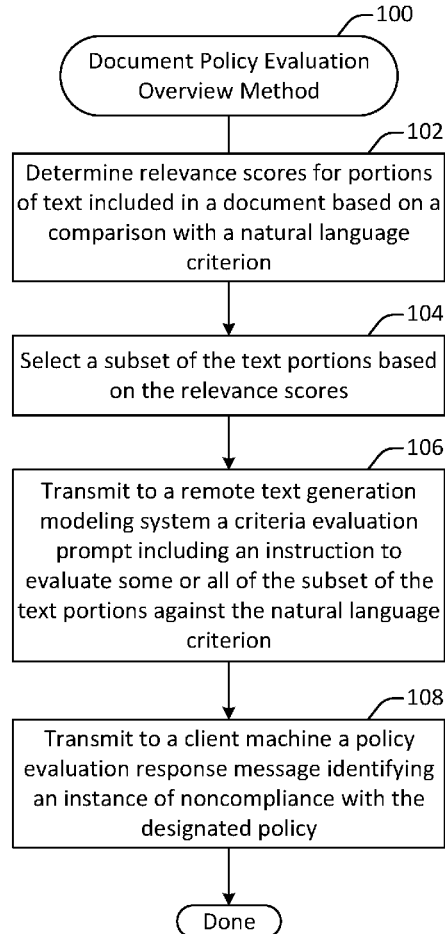 100
Document Policy Evaluation
Overview Method
102
Determine relevance scores for portions
of text included in a document based on a
comparison with a natural language
criterion
104
Select a subset of the text portions based
on the relevance scores
106
Transmit to a remote text generation
modeling system a criteria evaluation
prompt including an instruction to
evaluate some or all of the subset of the
text portions against the natural language
criterion
108
Transmit to a client machine a policy
evaluation response message identifying
an instance of noncompliance with the
designated policy
Done